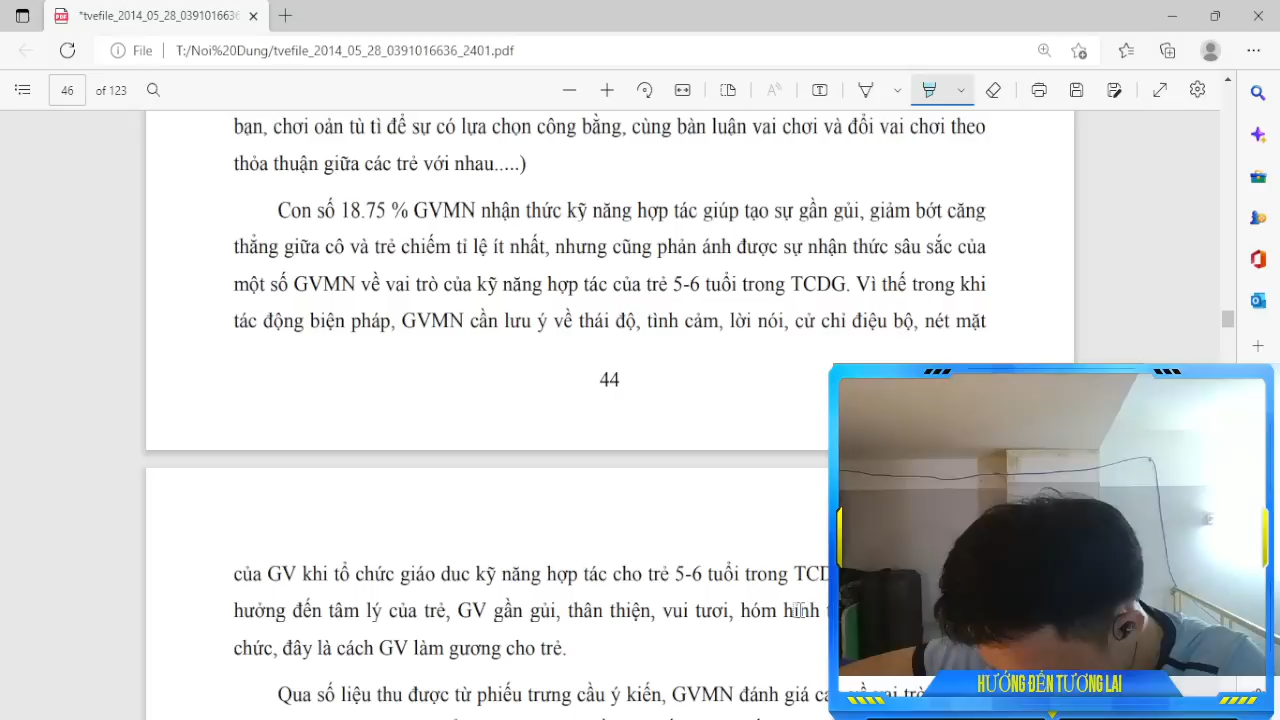 *tvefile_2014_05_28_0391016636
File
T:/Noi%20Dung/tvefile_2014_05_28_0391016636_2401.pdf
46 of 123
bạn, chơi oản tù tì để sự có lựa chọn công bằng, cùng bàn luận vai chơi và đổi vai chơi theo
thỏa thuận giữa các trẻ với nhau.....)
Con số 18.75 % GVMN nhận thức kỹ năng hợp tác giúp tạo sự gần gủi, giảm bớt căng
thẳng giữa cô và trẻ chiếm tỉ lệ ít nhất, nhưng cũng phản ánh được sự nhận thức sâu sắc của
một số GVMN về vai trò của kỹ năng hợp tác của trẻ 5-6 tuổi trong TCDG. Vì thế trong khi
tác động biện pháp, GVMN cần lưu ý về thái độ, tình cảm, lời nói, cử chỉ điệu bộ, nét mặt
44
của GV khi tổ chức giáo duc kỹ năng hợp tác cho trẻ 5-6 tuổi trong
hưởng đến tâm lý của trẻ, GV gần gủi, thân thiện, vui tươi, hóm hỉnh
chức, đây là cách GV làm gương cho trẻ.
Qua số liệu thu được từ phiếu trưng cầu ý kiến, GVMN đánh giá
HƯỚNG ĐẾN TƯƠNG LAI